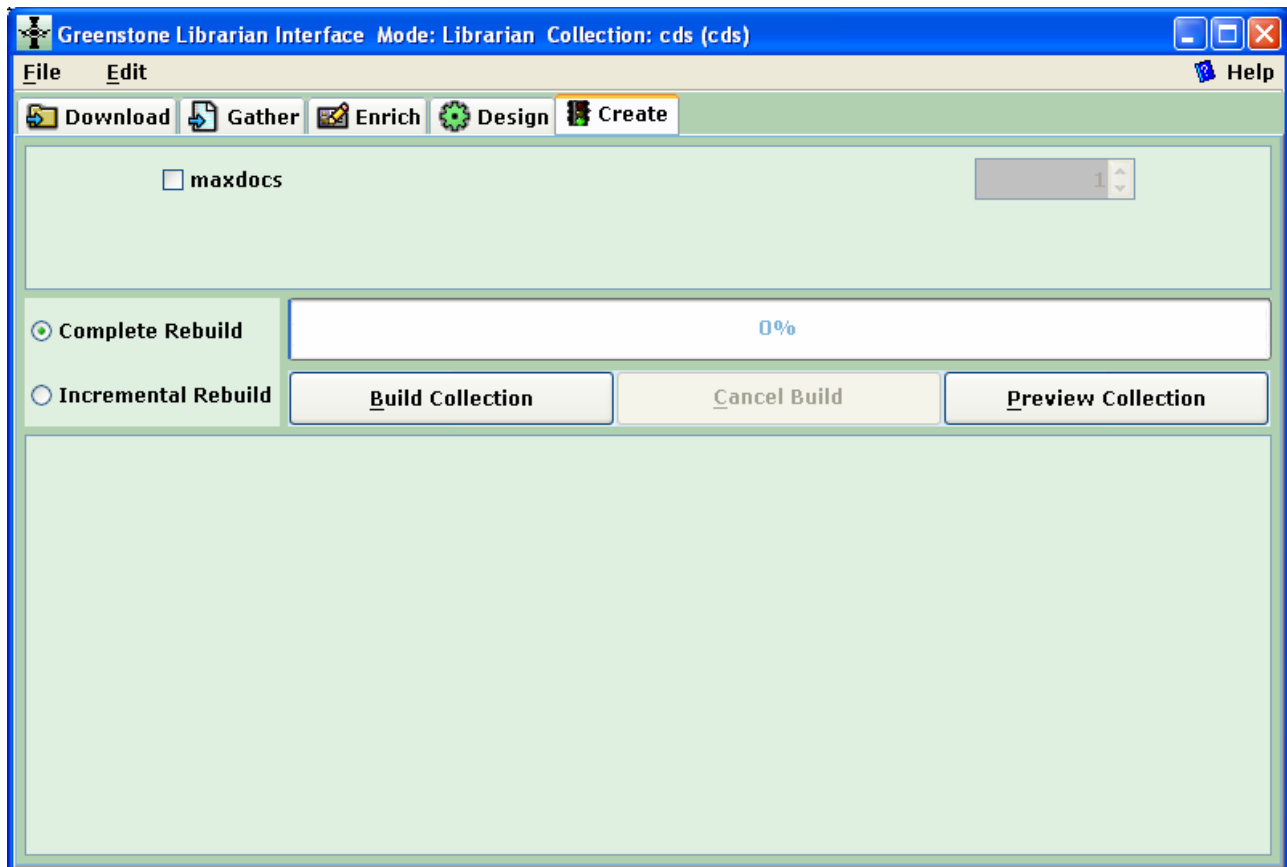 Greenstone Librarian Interface Mode: Librarian Collection: cds (cds)
File Edit Help
Download Gather Enrich Design Create
maxdocs 1
Complete Rebuild 0%
Incremental Rebuild Build Collection Cancel Build Preview Collection